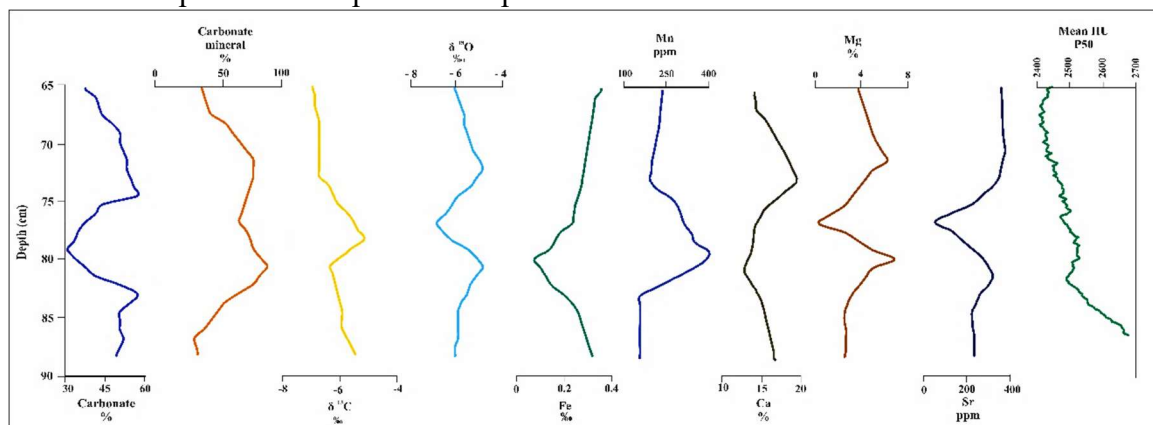 Carbonate
mineral
%
0 50 100
δ ¹⁸O
‰
- 8 - 6 - 4
Mn
ppm
100 250 400
Mg
%
0 4 8
Mean HU
P50
2400 2500 2600 2700
Depth (cm)
65
70
75
80
85
90
30 45 60
Carbonate
%
-8 -6 -4
δ ¹³C
‰
0 0.2 0.4
Fe
‰
10 15 20
Ca
%
0 200 400
Sr
ppm